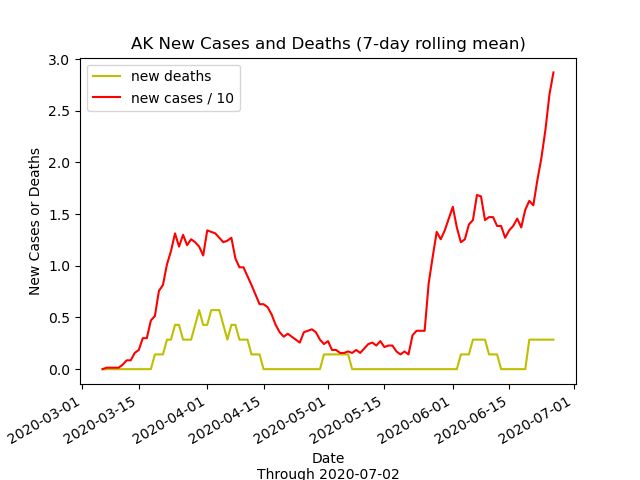 AK New Cases and Deaths (7-day rolling mean)
new deaths
new cases / 10
New Cases or Deaths
3.0
2.5
2.0
1.5
1.0
0.5
0.0
2020-03-01
2020-03-15
2020-04-01
2020-04-15
2020-05-01
2020-05-15
2020-06-01
2020-06-15
2020-07-01
Date
Through 2020-07-02